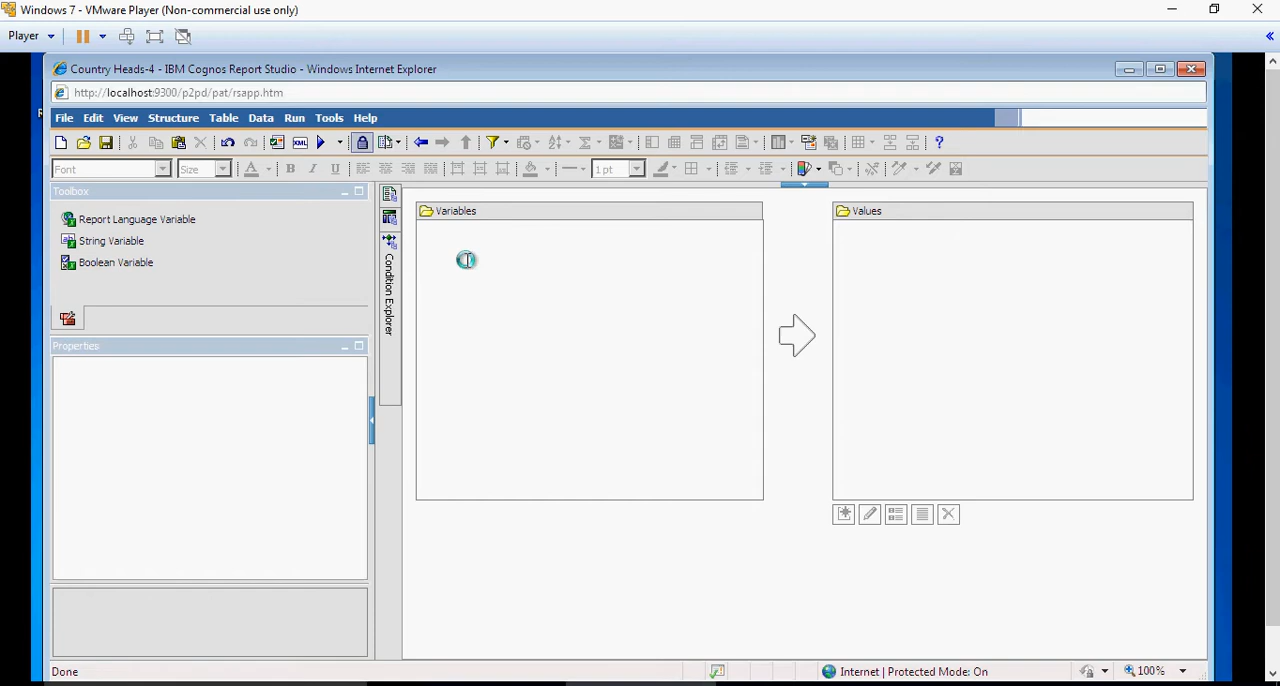 Windows 7 - VMware Player (Non-commercial use only)
Player
Country Heads-4 - IBM Cognos Report Studio - Windows Internet Explorer
http://localhost:9300/p2pd/pat/rsapp.htm
File Edit View Structure Table Data Run Tools Help
Font Size B I U 1 pt
Toolbox
Report Language Variable
String Variable
Boolean Variable
Properties
Condition Explorer
Variables
Values
Done
Internet | Protected Mode: On
100%